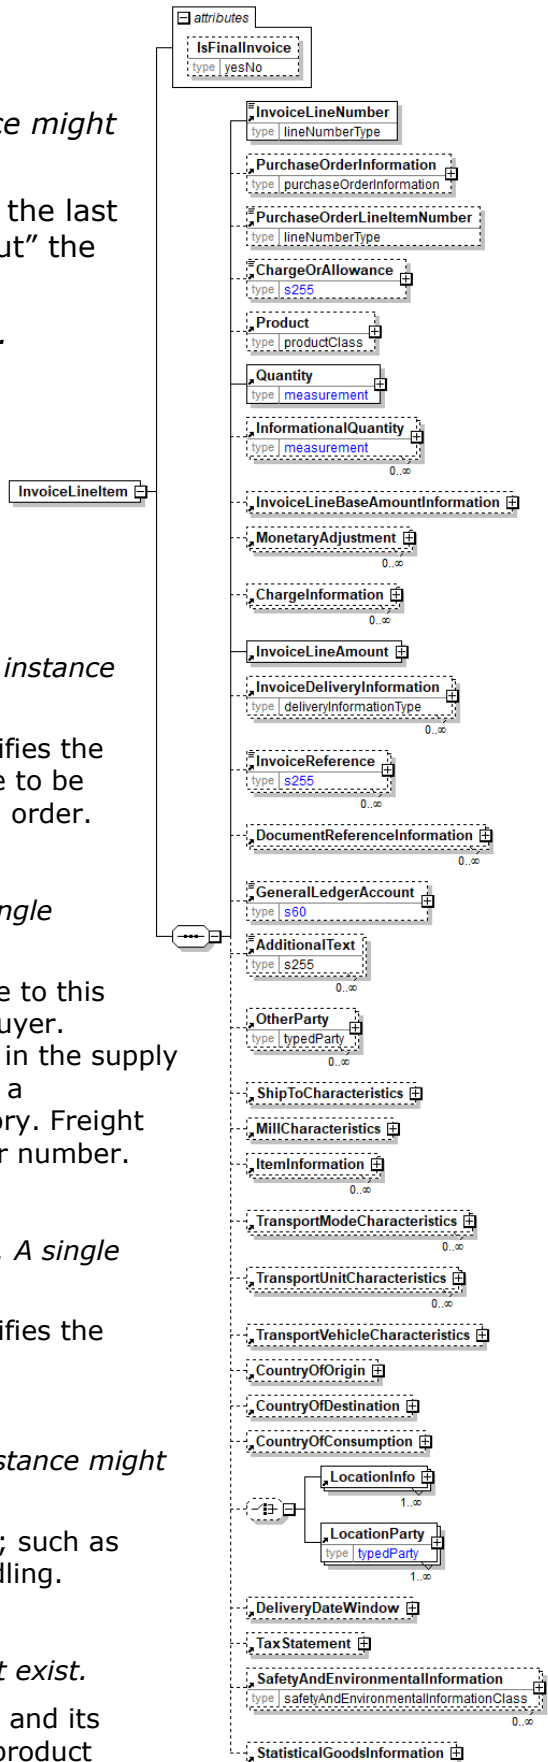 attributes
IsFinalInvoice
type yesNo
ce might
InvoiceLineNumber
type lineNumberType
PurchaseOrderInformation
type purchaseOrderInformation
the last
PurchaseOrderLineItemNumber
type lineNumberType
ut” the
ChargeOrAllowance
type s255
Product
type productClass
.
Quantity
type measurement
InformationalQuantity
type measurement
0..∞
InvoiceLineItem
InvoiceLineBaseAmountInformation
MonetaryAdjustment
0..∞
ChargeInformation
0..∞
InvoiceLineAmount
instance
InvoiceDeliveryInformation
type deliveryInformationType
0..∞
ifies the
InvoiceReference
type s255
e to be
0..∞
order.
DocumentReferenceInformation
0..∞
GeneralLedgerAccount
type s60
ngle
AdditionalText
type s255
0..∞
e to this
OtherParty
type typedParty
uyer.
0..∞
in the supply
a
ShipToCharacteristics
ory. Freight
MillCharacteristics
r number.
ItemInformation
0..∞
TransportModeCharacteristics
0..∞
. A single
TransportUnitCharacteristics
0..∞
ifies the
TransportVehicleCharacteristics
CountryOfOrigin
CountryOfDestination
CountryOfConsumption
stance might
LocationInfo
1..∞
; such as
LocationParty
type typedParty
1..∞
dling.
DeliveryDateWindow
TaxStatement
t exist.
SafetyAndEnvironmentalInformation
type safetyAndEnvironmentalInformationClass
0..∞
and its
product
StatisticalGoodsInformation